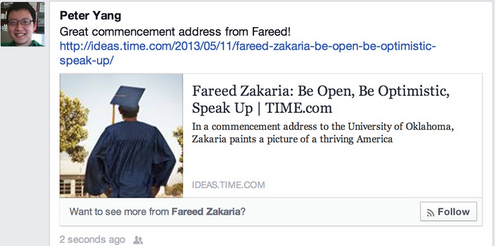 Peter Yang
Great commencement address from Fareed!
http://ideas.time.com/2013/05/11/fareed-zakaria-be-open-be-optimistic-
speak-up/
Fareed Zakaria: Be Open, Be Optimistic,
Speak Up | TIME.com
In a commencement address to the University of Oklahoma,
Zakaria paints a picture of a thriving America
IDEAS.TIME.COM
Want to see more from Fareed Zakaria?
Follow
2 seconds ago